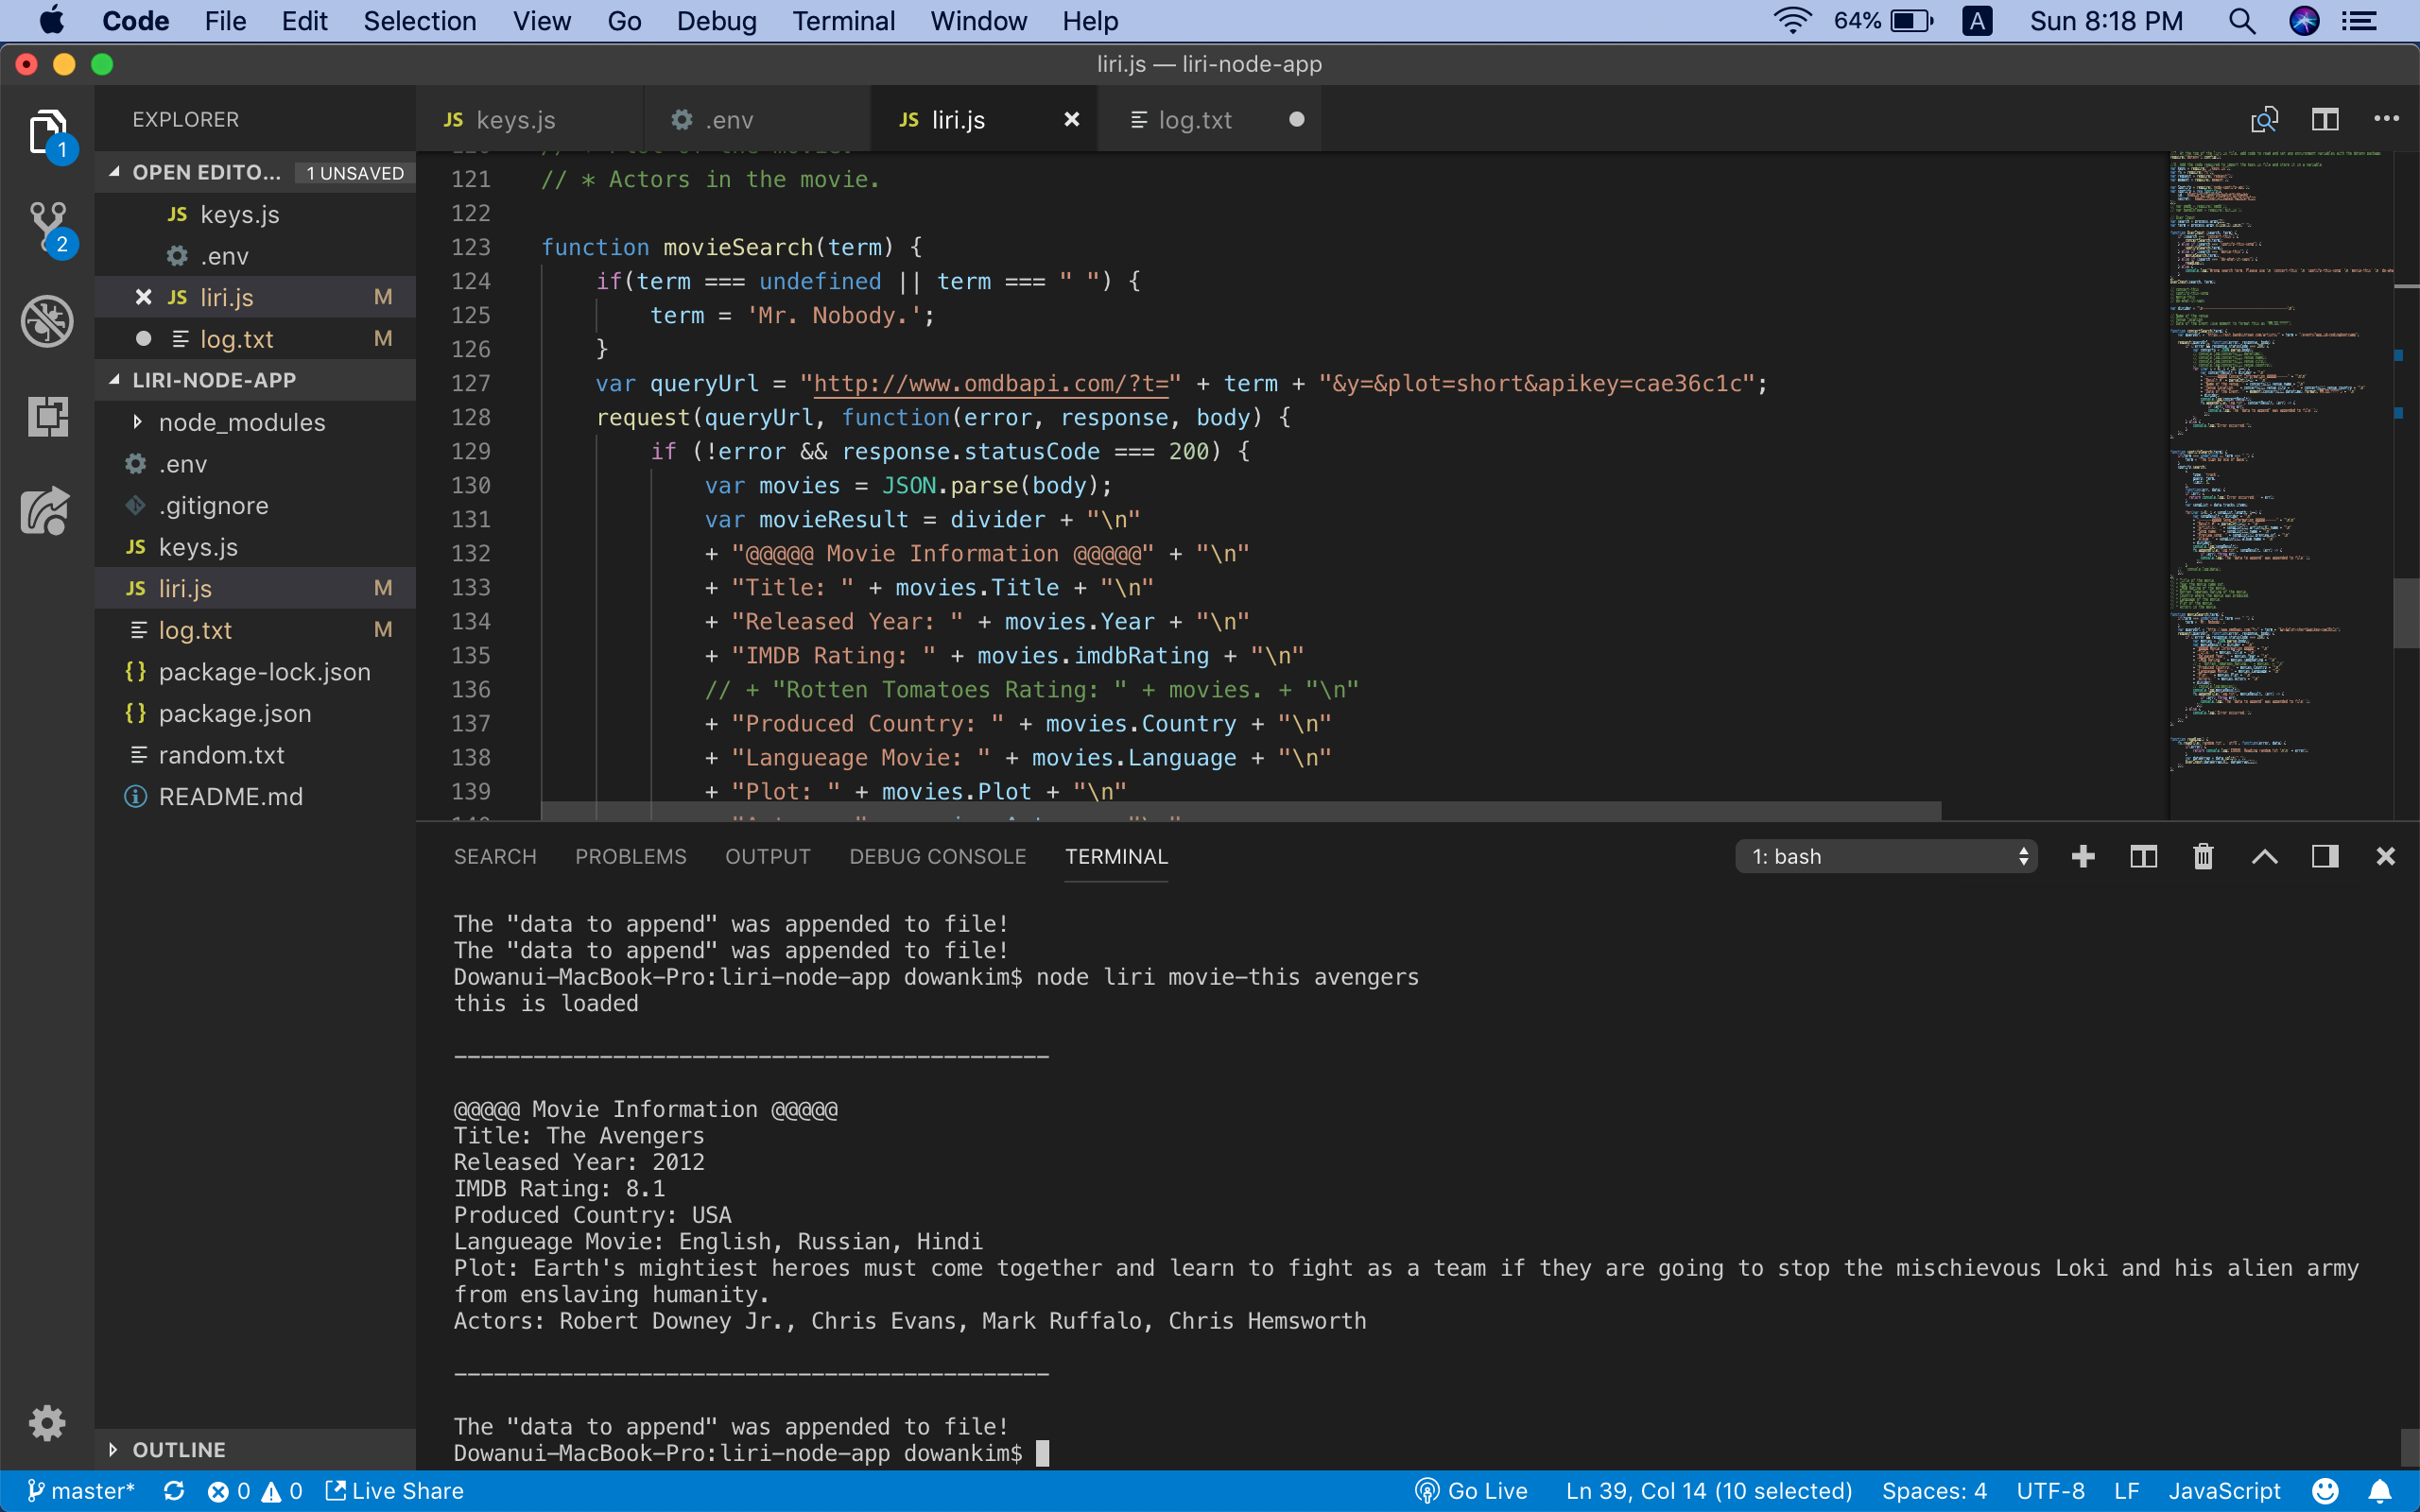 Code File Edit Selection View Go Debug Terminal Window Help 64% A Sun 8:18 PM
liri.js — liri-node-app
EXPLORER
OPEN EDITO... 1 UNSAVED
JS keys.js
.env
JS liri.js M
log.txt M
LIRI-NODE-APP
node_modules
.env
.gitignore
JS keys.js
JS liri.js M
log.txt M
{} package-lock.json
{} package.json
random.txt
README.md
OUTLINE
1
2
JS keys.js .env JS liri.js log.txt
121 // * Actors in the movie.
122
123 function movieSearch(term) {
124 if(term === undefined || term === " ") {
125 term = 'Mr. Nobody.';
126 }
127 var queryUrl = "http://www.omdbapi.com/?t=" + term + "&y=&plot=short&apikey=cae36c1c";
128 request(queryUrl, function(error, response, body) {
129 if (!error && response.statusCode === 200) {
130 var movies = JSON.parse(body);
131 var movieResult = divider + "\n"
132 + "@@@@@ Movie Information @@@@@" + "\n"
133 + "Title: " + movies.Title + "\n"
134 + "Released Year: " + movies.Year + "\n"
135 + "IMDB Rating: " + movies.imdbRating + "\n"
136 // + "Rotten Tomatoes Rating: " + movies. + "\n"
137 + "Produced Country: " + movies.Country + "\n"
138 + "Langueage Movie: " + movies.Language + "\n"
139 + "Plot: " + movies.Plot + "\n"
SEARCH PROBLEMS OUTPUT DEBUG CONSOLE TERMINAL 1: bash
The "data to append" was appended to file!
The "data to append" was appended to file!
Dowanui-MacBook-Pro:liri-node-app dowankim$ node liri movie-this avengers
this is loaded
---------------------------------------------
@@@@@ Movie Information @@@@@
Title: The Avengers
Released Year: 2012
IMDB Rating: 8.1
Produced Country: USA
Langueage Movie: English, Russian, Hindi
Plot: Earth's mightiest heroes must come together and learn to fight as a team if they are going to stop the mischievous Loki and his alien army
from enslaving humanity.
Actors: Robert Downey Jr., Chris Evans, Mark Ruffalo, Chris Hemsworth
---------------------------------------------
The "data to append" was appended to file!
Dowanui-MacBook-Pro:liri-node-app dowankim$
master* 0 0 Live Share Go Live Ln 39, Col 14 (10 selected) Spaces: 4 UTF-8 LF JavaScript